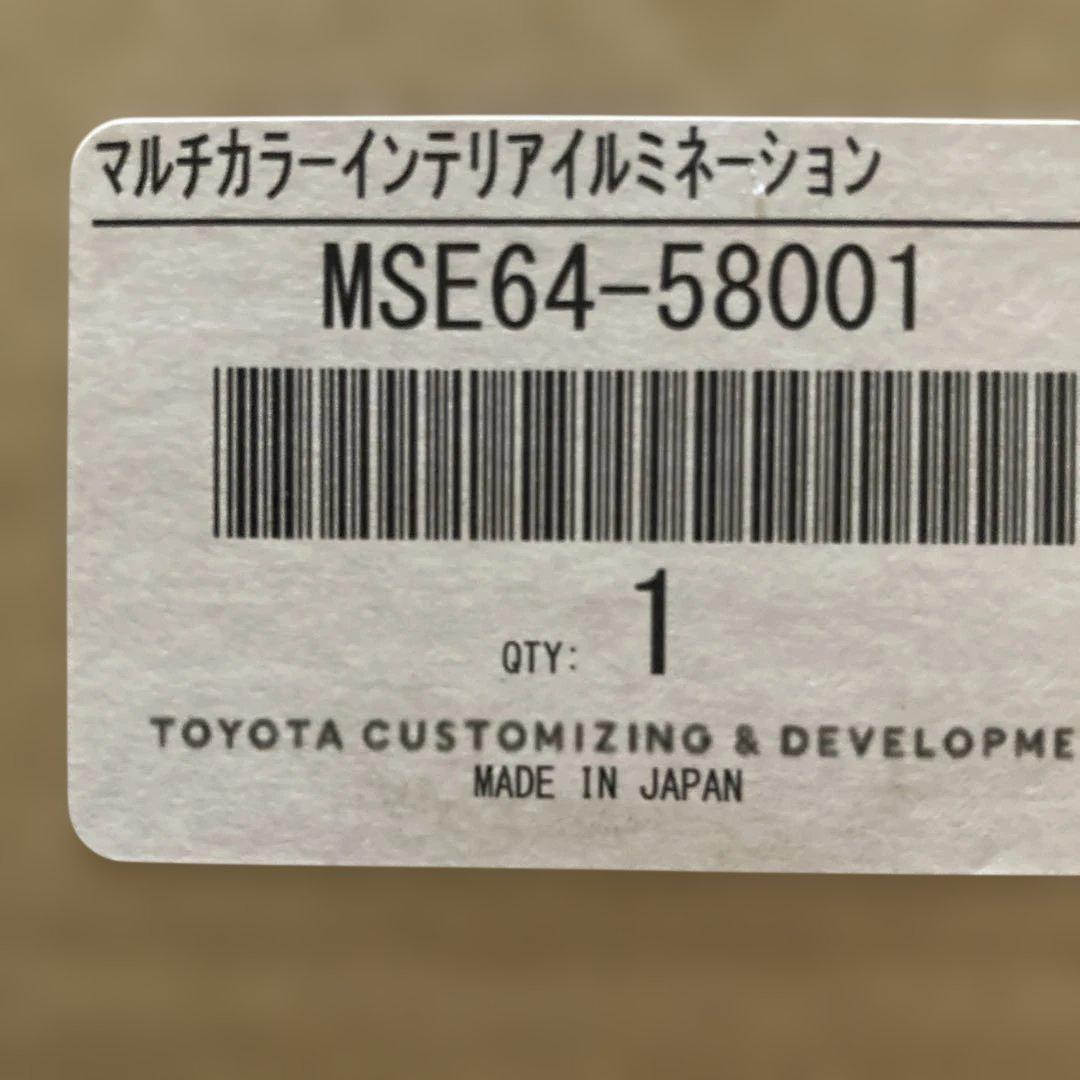 マルチカラーインテリアイルミネーション
MSE64-58001
QTY: 1
TOYOTA CUSTOMIZING & DEVELOPME
MADE IN JAPAN